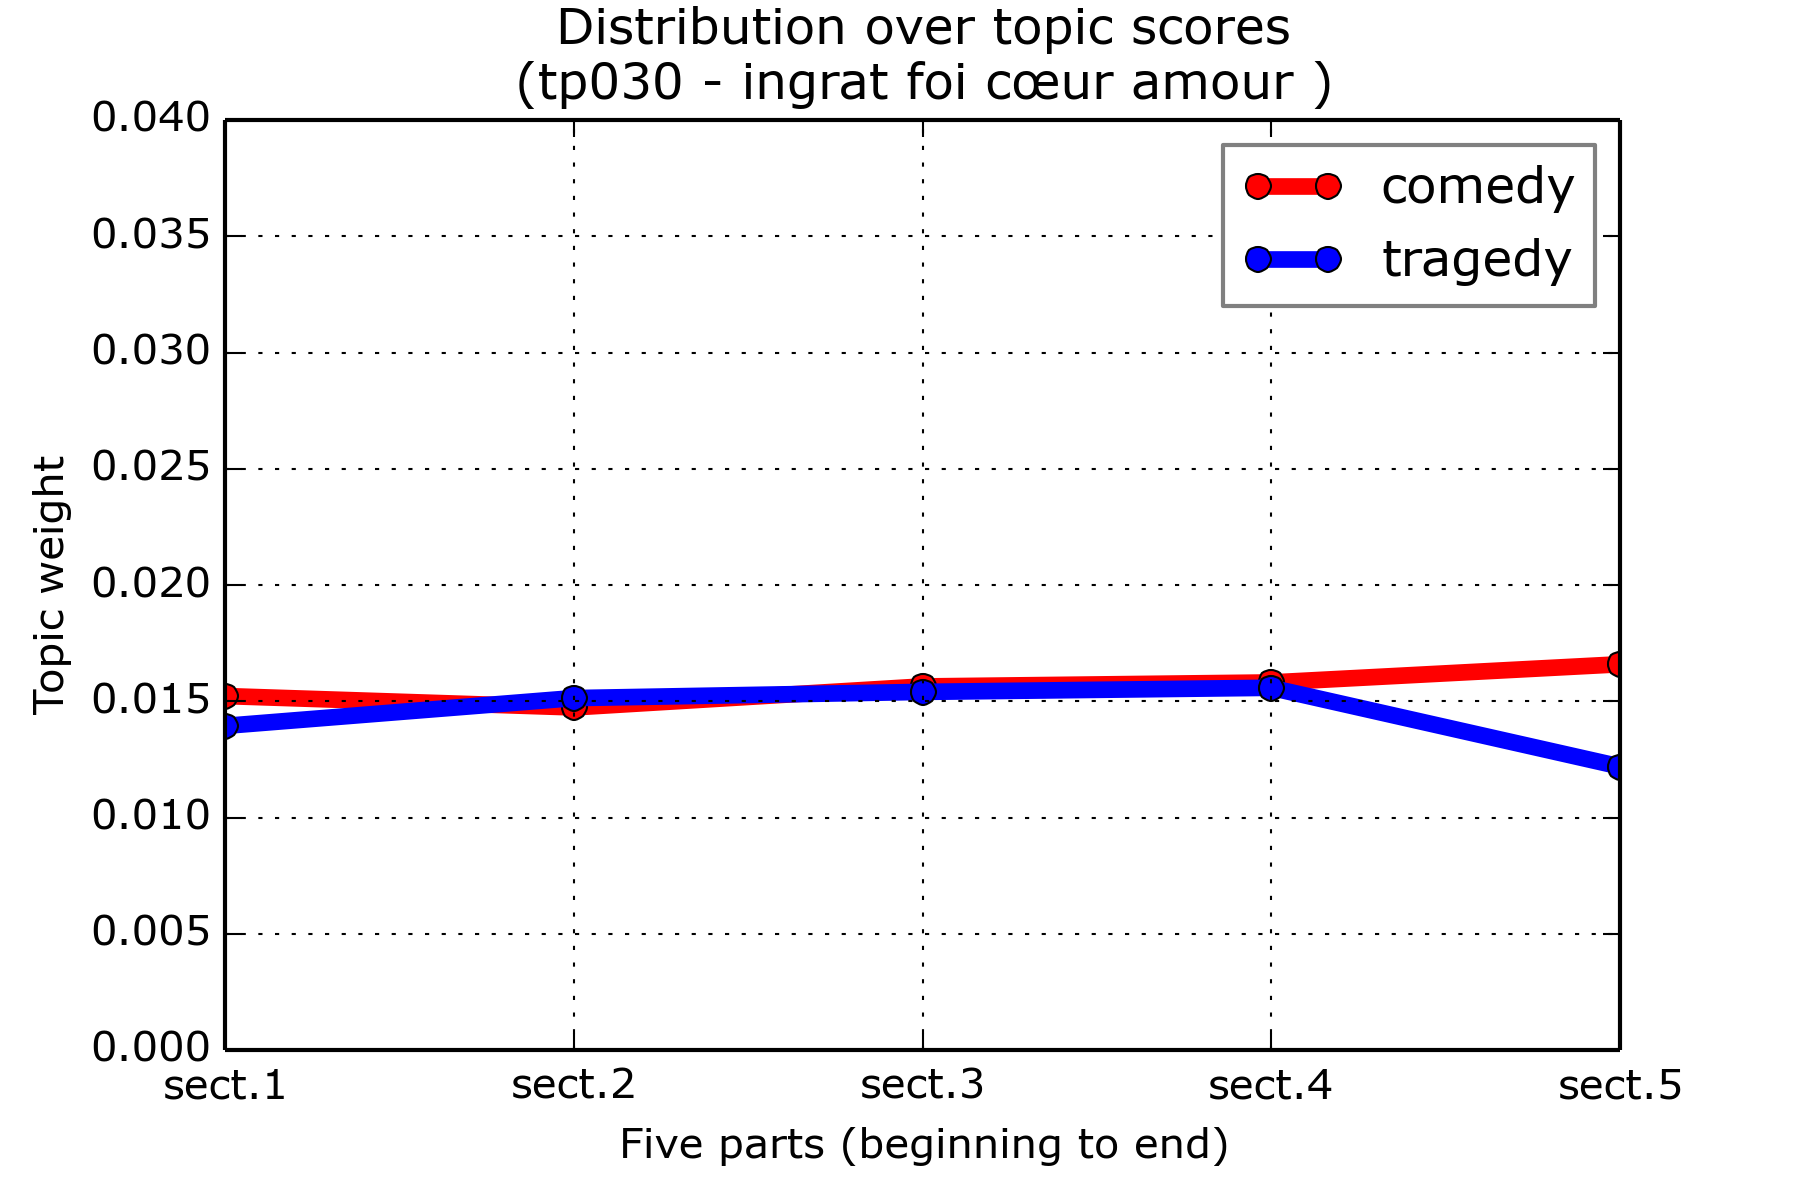 Distribution over topic scores
(tp030 - ingrat foi cœur amour )
0.040
0.035
0.030
0.025
0.020
0.015
0.010
0.005
0.000
Topic weight
comedy
tragedy
sect.1 sect.2 sect.3 sect.4 sect.5
Five parts (beginning to end)